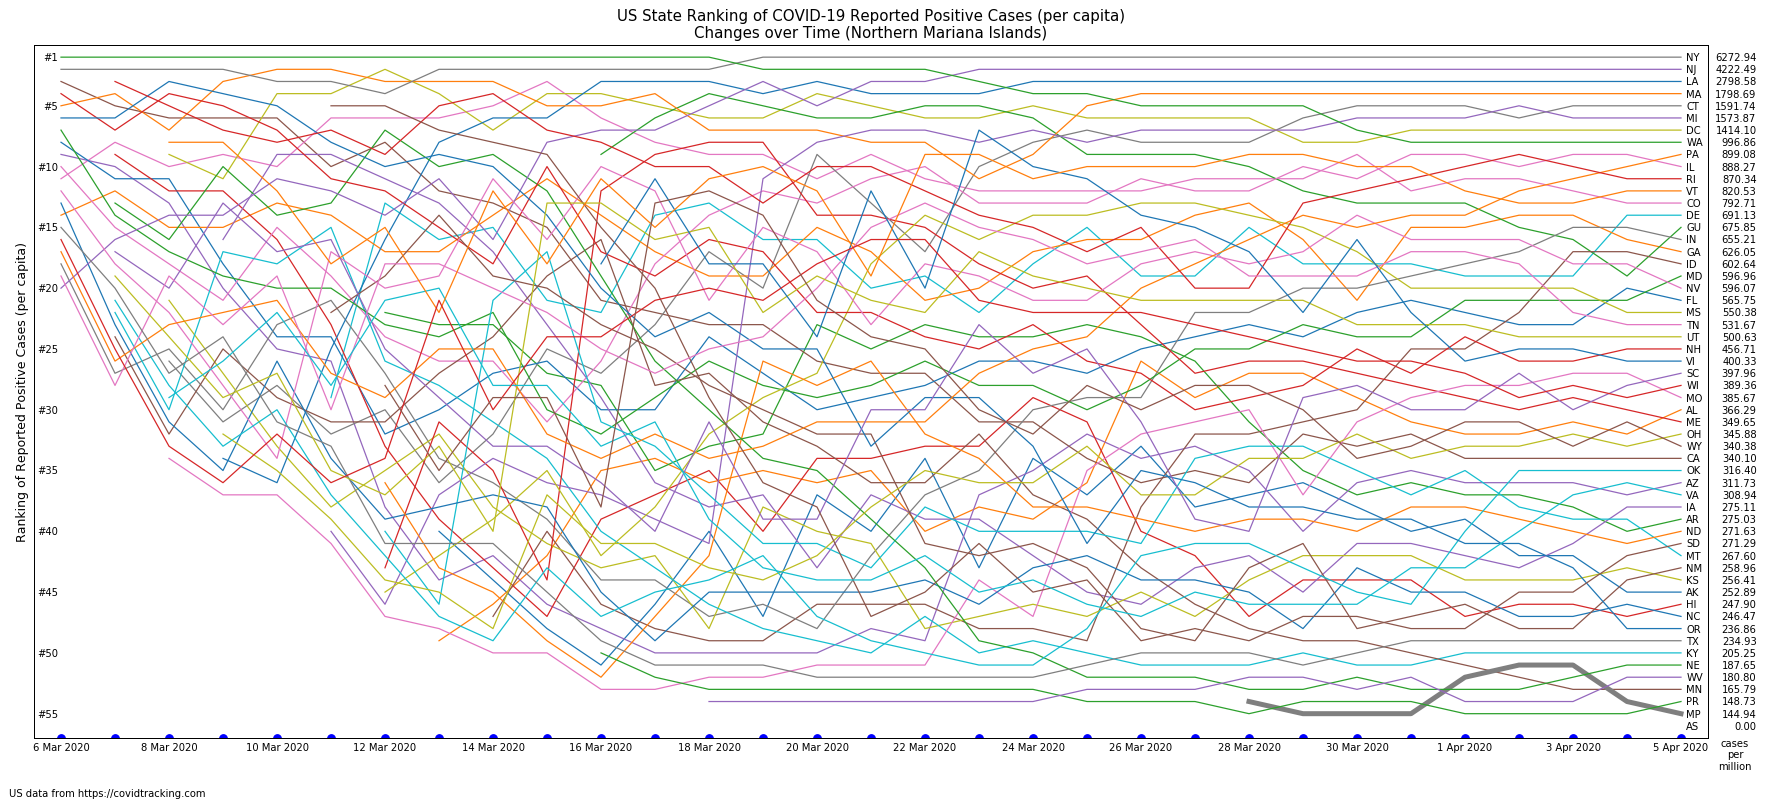 US State Ranking of COVID-19 Reported Positive Cases (per capita)
Changes over Time (Northern Mariana Islands)
Ranking of Reported Positive Cases (per capita)
#1
#5
#10
#15
#20
#25
#30
#35
#40
#45
#50
#55
NY 6272.94
NJ 4222.49
LA 2798.58
MA 1798.69
CT 1591.74
MI 1573.87
DC 1414.10
WA 996.86
PA 899.08
IL 888.27
RI 870.34
VT 820.53
CO 792.71
DE 691.13
GU 675.85
IN 655.21
GA 626.05
ID 602.64
MD 596.96
NV 596.07
FL 565.75
MS 550.38
TN 531.67
UT 500.63
NH 456.71
VI 400.33
SC 397.96
WI 389.36
MO 385.67
AL 366.29
ME 349.65
OH 345.88
WY 340.38
CA 340.10
OK 316.40
AZ 311.73
VA 308.94
IA 275.11
AR 275.03
ND 271.63
SD 271.29
MT 267.60
NM 258.96
KS 256.41
AK 252.89
HI 247.90
NC 246.47
OR 236.86
TX 234.93
KY 205.25
NE 187.65
WV 180.80
MN 165.79
PR 148.73
MP 144.94
AS 0.00
6 Mar 2020 8 Mar 2020 10 Mar 2020 12 Mar 2020 14 Mar 2020 16 Mar 2020 18 Mar 2020 20 Mar 2020 22 Mar 2020 24 Mar 2020 26 Mar 2020 28 Mar 2020 30 Mar 2020 1 Apr 2020 3 Apr 2020 5 Apr 2020
cases
per
million
US data from https://covidtracking.com